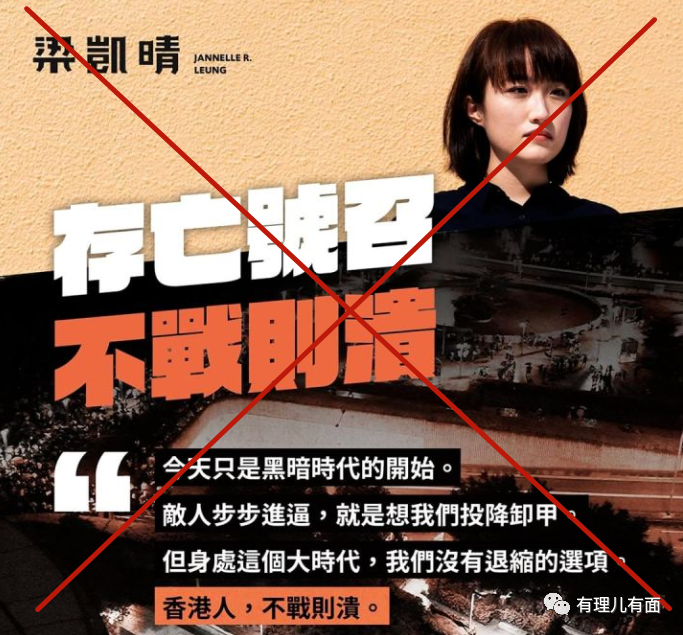 梁凱晴 JANNELLE R.
LEUNG
存亡號召
不戰則潰
“
今天只是黑暗時代的開始。
敵人步步進逼，就是想我們投降卸甲。
但身處這個大時代，我們沒有退縮的選項。
香港人，不戰則潰。
有理儿有面